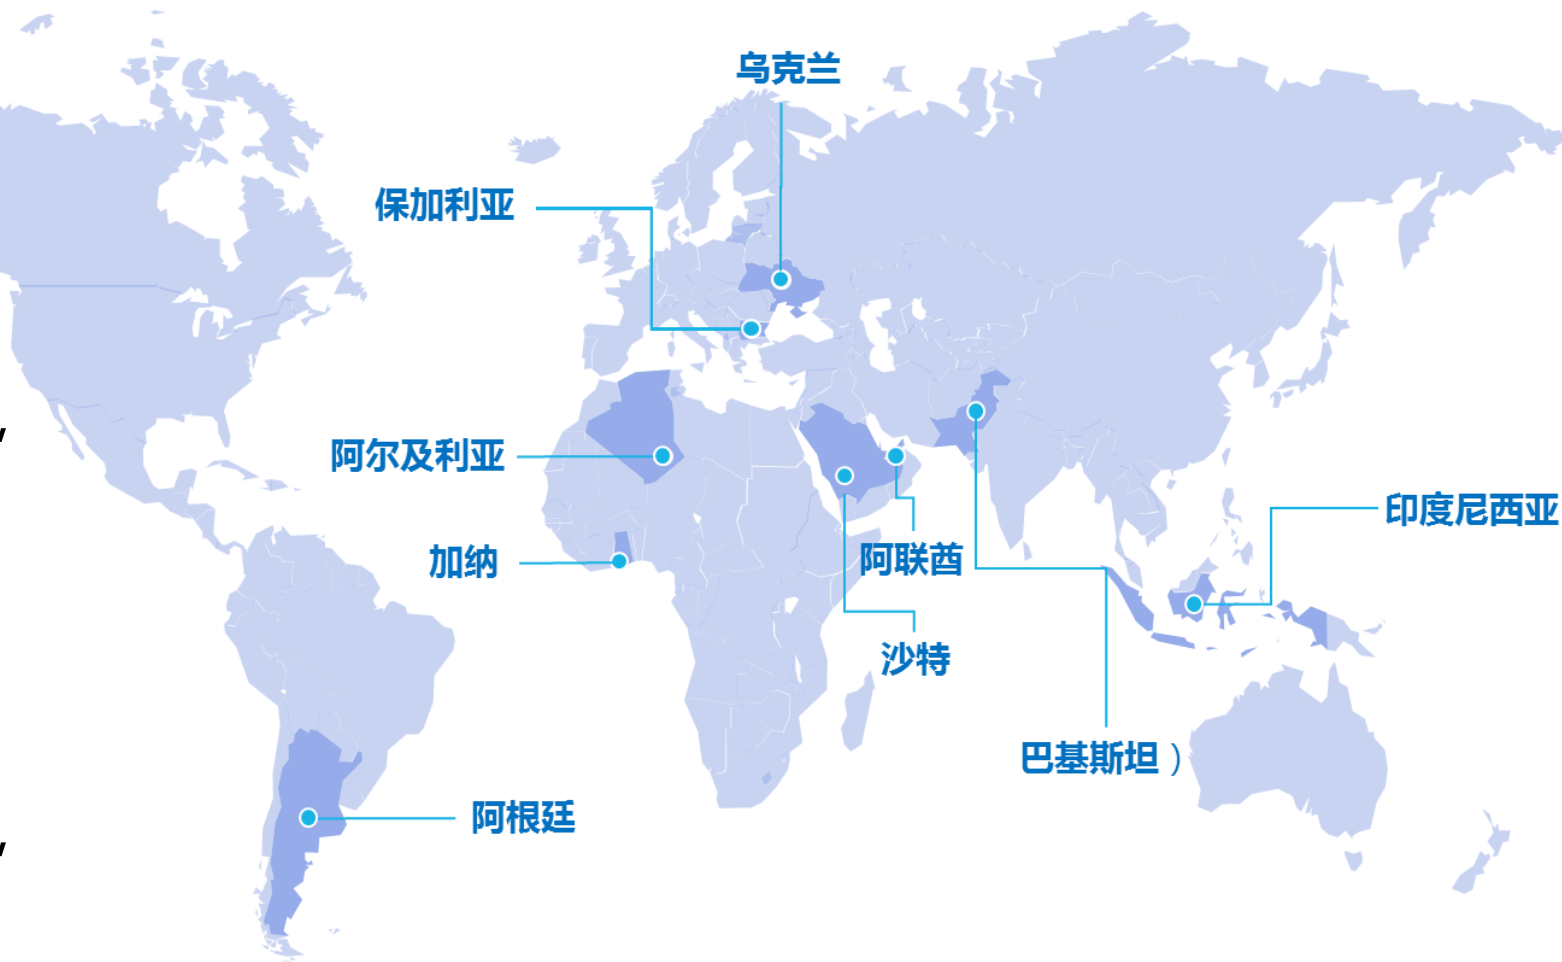 乌克兰
保加利亚
阿尔及利亚
印度尼西亚
加纳
阿联酋
沙特
巴基斯坦）
阿根廷